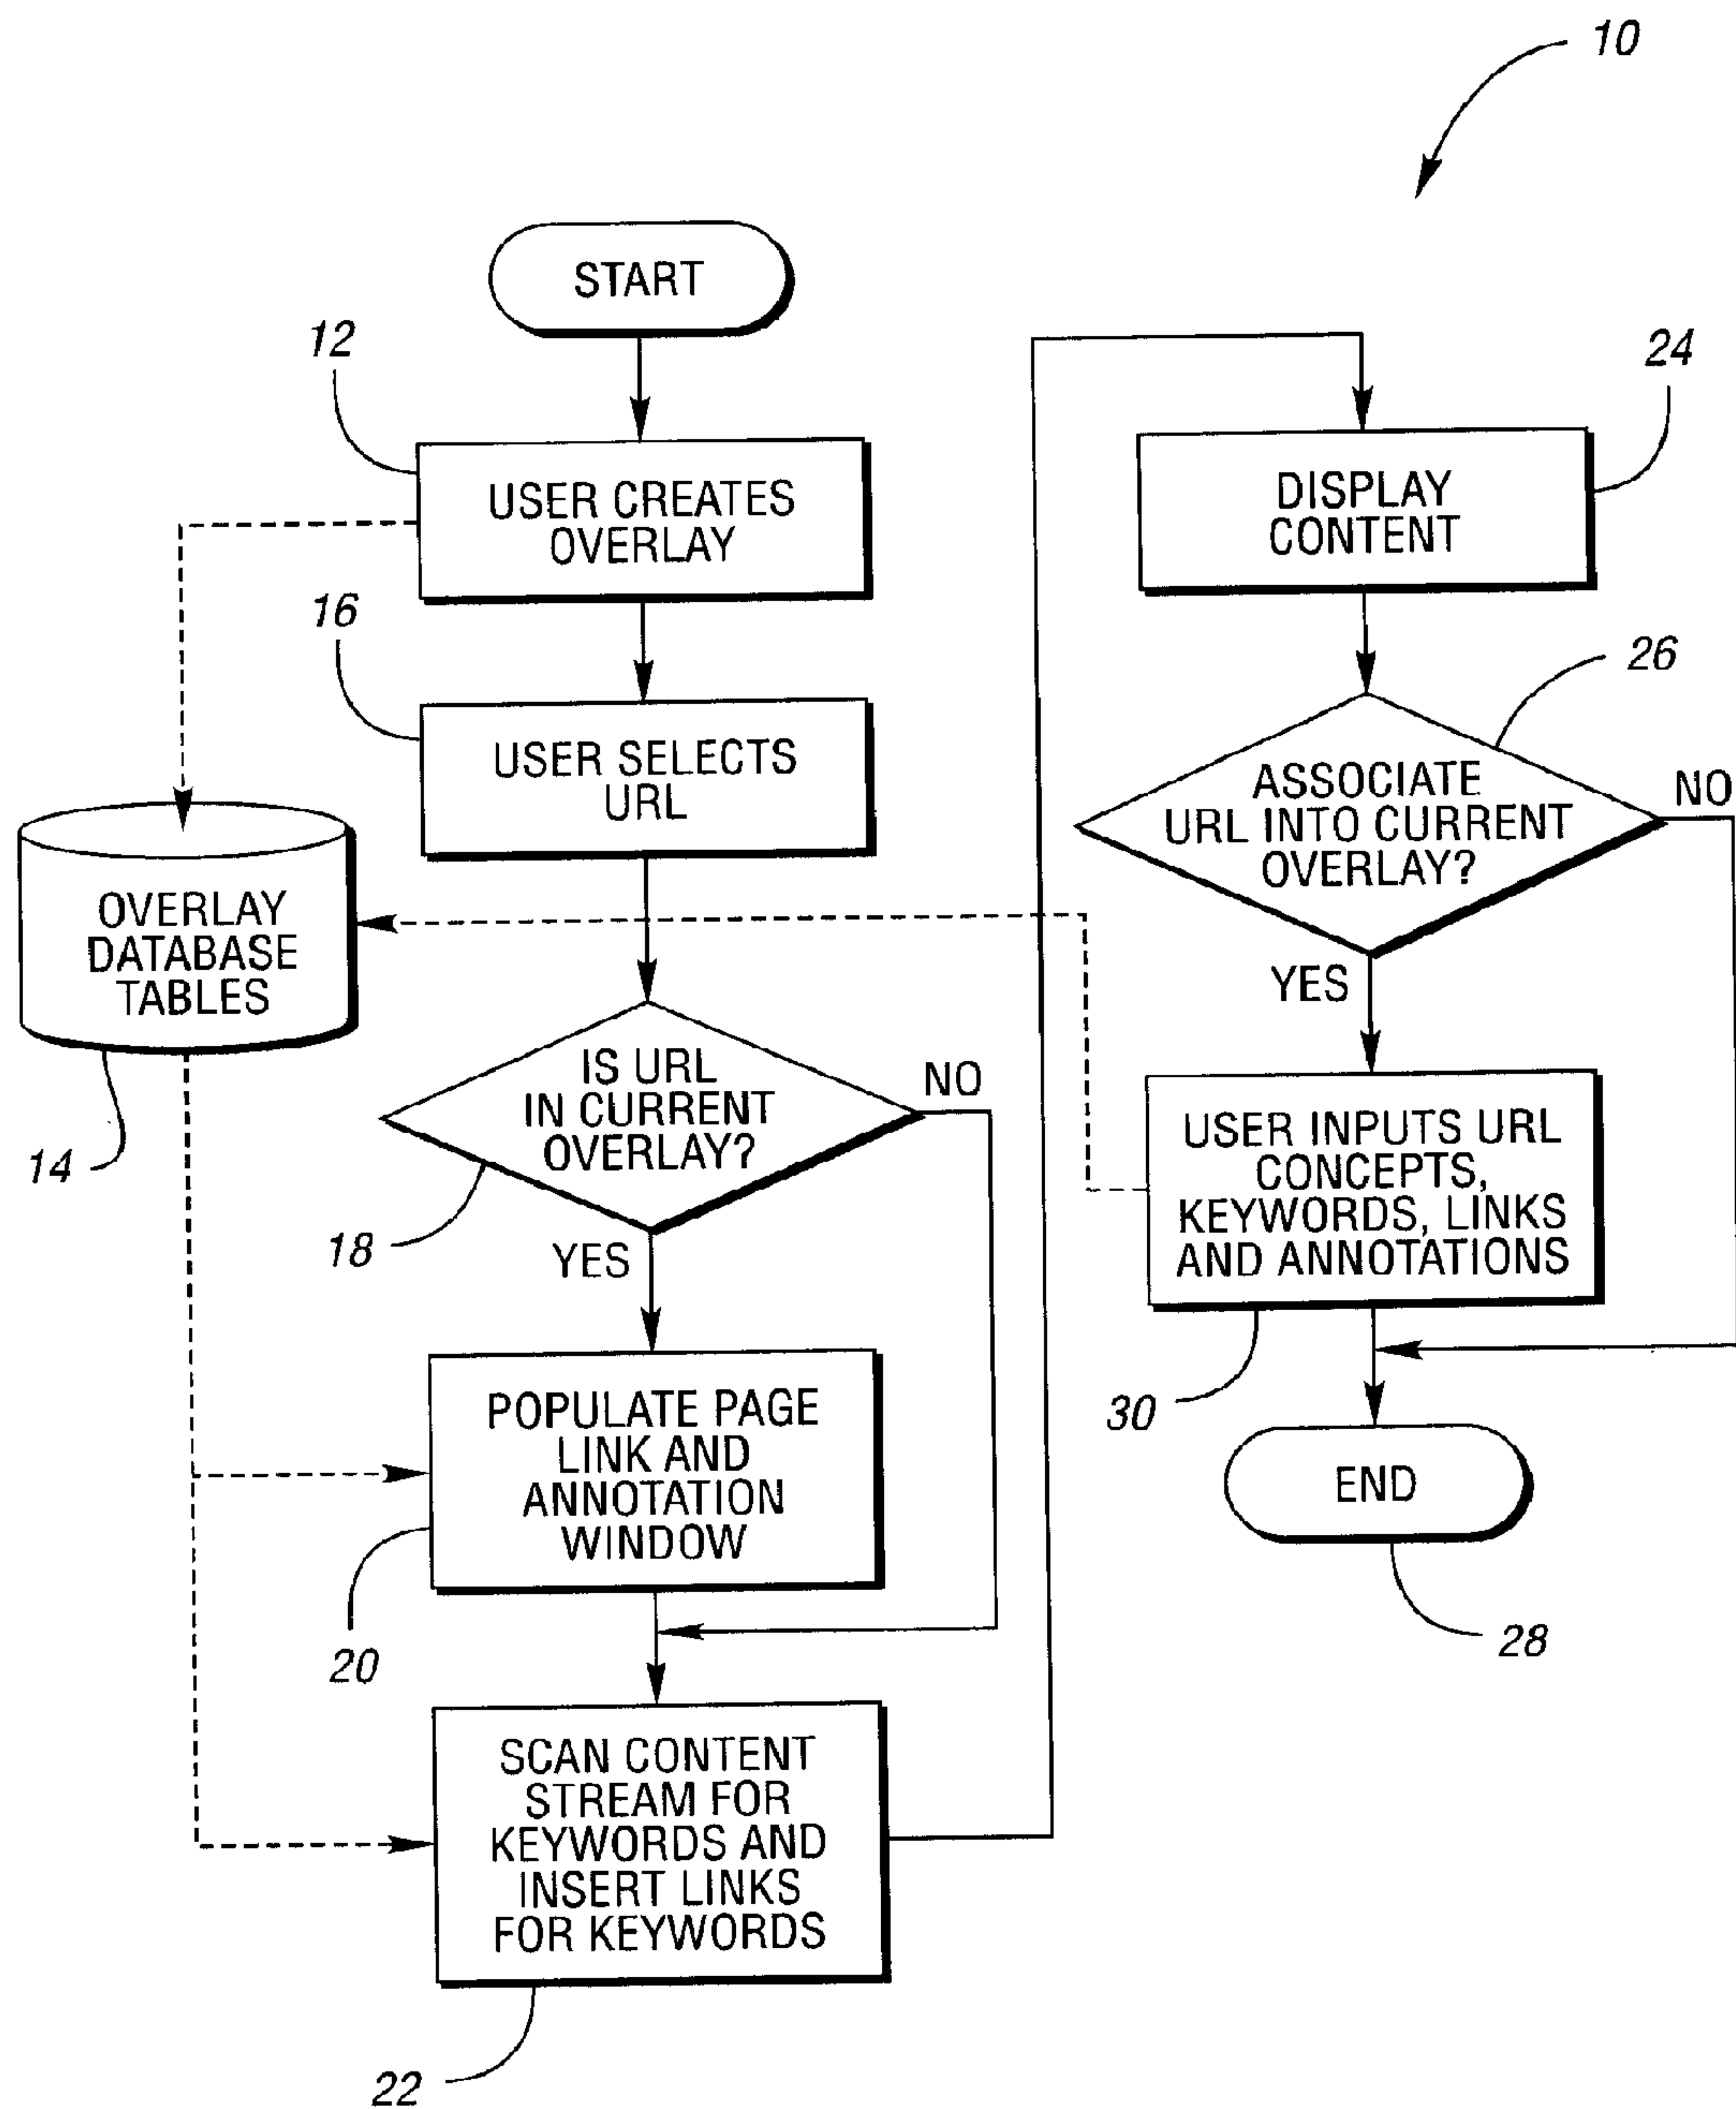 10
START
12
USER CREATES
OVERLAY
16
USER SELECTS
URL
OVERLAY
DATABASE
TABLES
14
IS URL
IN CURRENT
OVERLAY?
NO
18
YES
POPULATE PAGE
LINK AND
ANNOTATION
WINDOW
20
SCAN CONTENT
STREAM FOR
KEYWORDS AND
INSERT LINKS
FOR KEYWORDS
22
24
DISPLAY
CONTENT
26
ASSOCIATE
URL INTO CURRENT
OVERLAY?
NO
YES
USER INPUTS URL
CONCEPTS,
KEYWORDS, LINKS
AND ANNOTATIONS
30
END
28